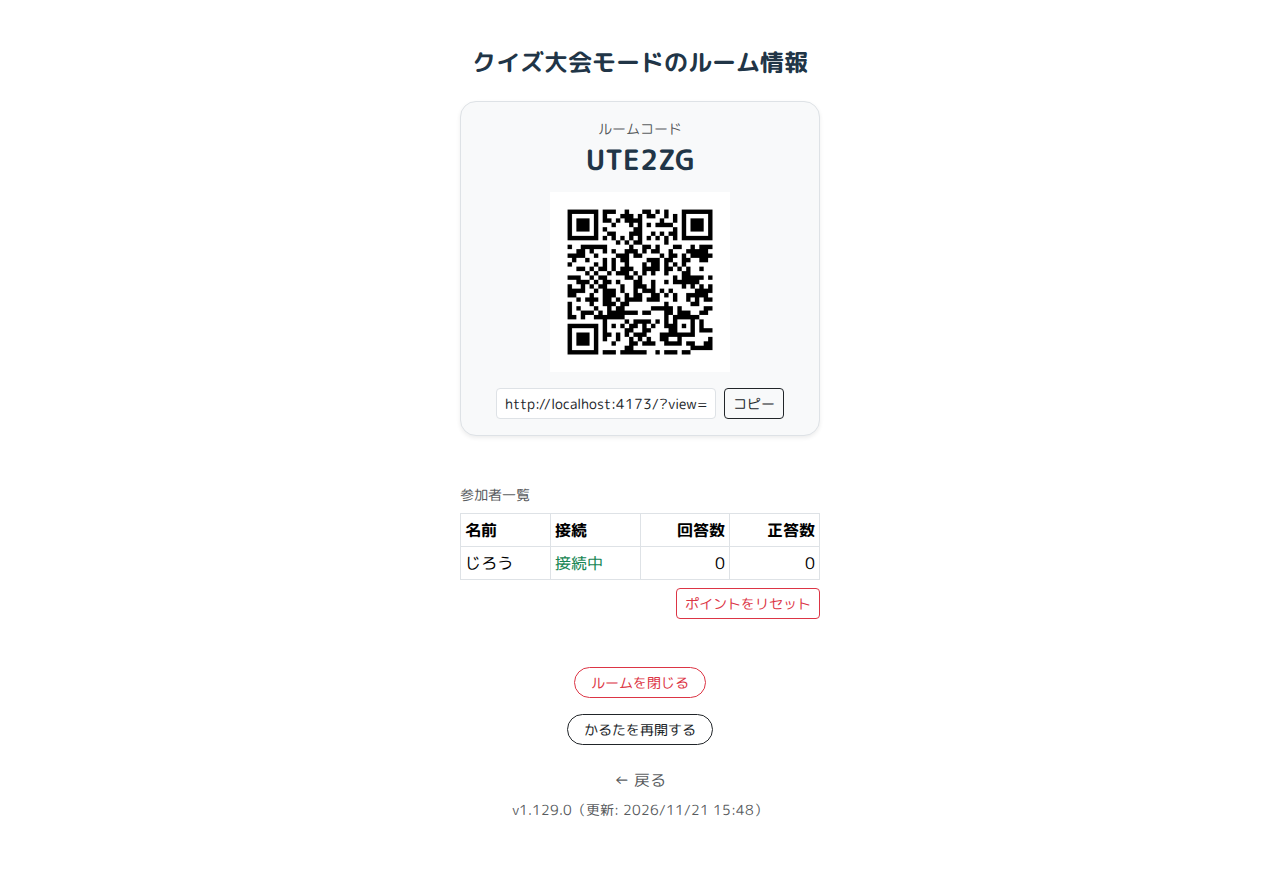 クイズ大会モードのルーム情報
ルームコード
UTE2ZG
http://localhost:4173/?view=
コピー
参加者一覧
名前 接続 回答数 正答数
じろう 接続中 0 0
ポイントをリセット
ルームを閉じる
かるたを再開する
← 戻る
v1.129.0（更新: 2026/11/21 15:48）